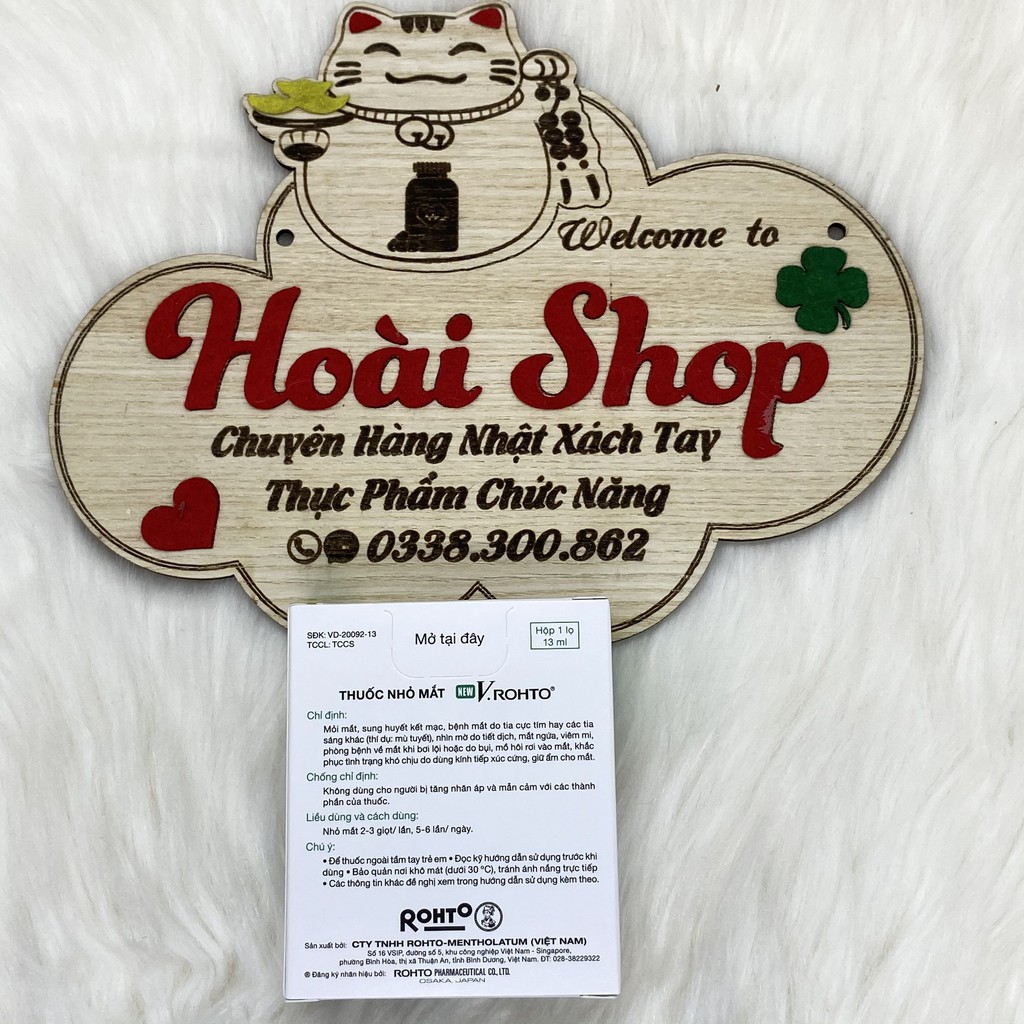 Welcome to
Hoài Shop
Chuyên Hàng Nhật Xách Tay
Thực Phẩm Chức Năng
0338.300.862
SĐK: VD-20092-13
TCCL: TCCS
Mở tại đây
Hộp 1 lọ
13 ml
THUỐC NHỎ MẮT NEW V.ROHTO®
Chỉ định:
Mỏi mắt, sung huyết kết mạc, bệnh mắt do tia cực tím hay các tia
sáng khác (thí dụ: mù tuyết), nhìn mờ do tiết dịch, mắt ngứa, viêm mi,
phòng bệnh về mắt khi bơi lội hoặc do bụi, mồ hôi rơi vào mắt, khắc
phục tình trạng khó chịu do dùng kính tiếp xúc cứng, giữ ẩm cho mắt.
Chống chỉ định:
Không dùng cho người bị tăng nhãn áp và mẫn cảm với các thành
phần của thuốc.
Liều dùng và cách dùng:
Nhỏ mắt 2-3 giọt/ lần, 5-6 lần/ ngày.
Chú ý:
• Để thuốc ngoài tầm tay trẻ em • Đọc kỹ hướng dẫn sử dụng trước khi
dùng • Bảo quản nơi khô mát (dưới 30 °C), tránh ánh nắng trực tiếp
• Các thông tin khác đề nghị xem trong hướng dẫn sử dụng kèm theo.
ROHTO
Sản xuất bởi: CTY TNHH ROHTO-MENTHOLATUM (VIỆT NAM)
Số 16 VSIP, đường số 5, khu công nghiệp Việt Nam - Singapore,
phường Bình Hòa, thị xã Thuận An, tỉnh Bình Dương, Việt Nam. ĐT: 028-38229322
® Đăng ký nhãn hiệu bởi: ROHTO PHARMACEUTICAL CO., LTD.
OSAKA, JAPAN